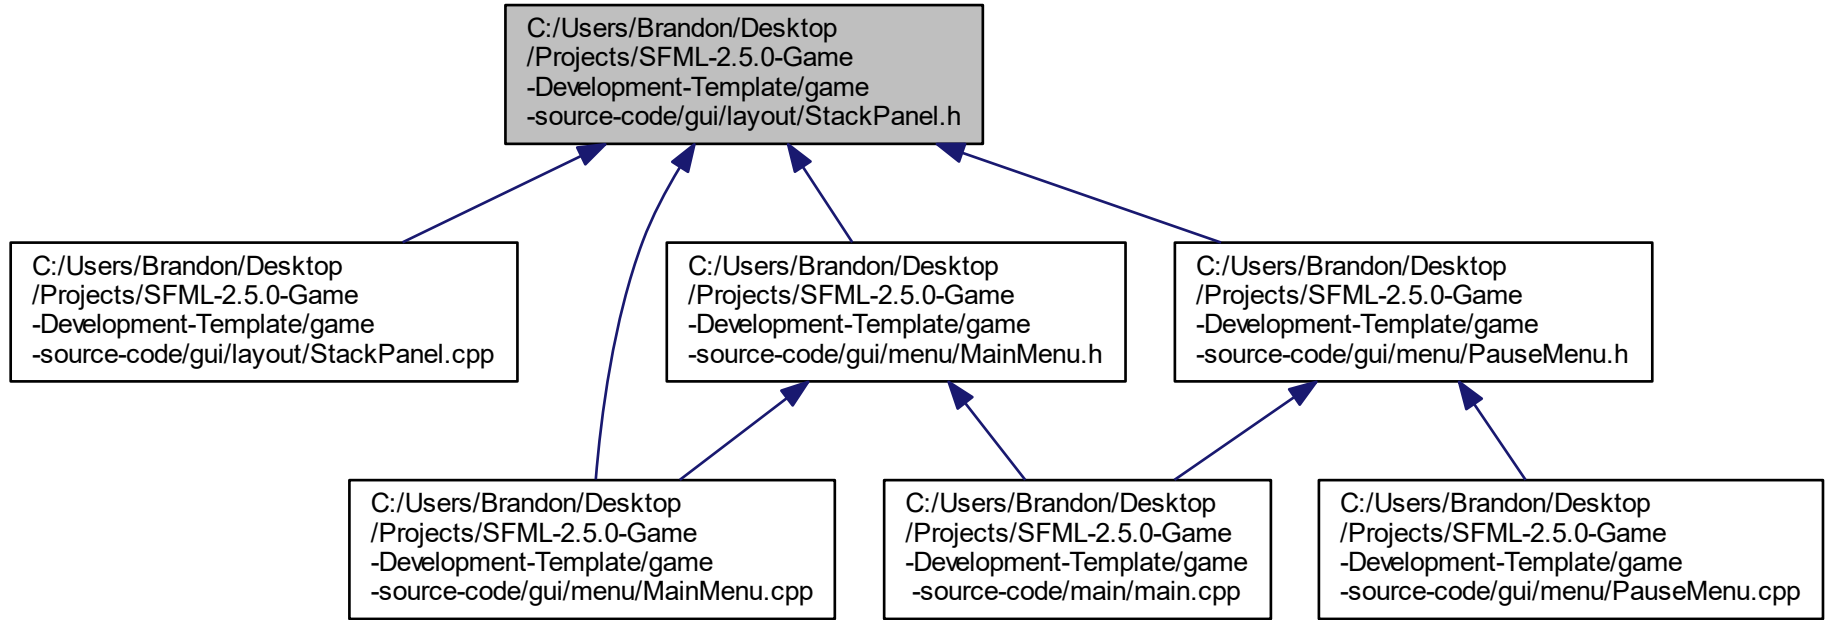 C:/Users/Brandon/Desktop
/Projects/SFML-2.5.0-Game
-Development-Template/game
-source-code/gui/layout/StackPanel.h
C:/Users/Brandon/Desktop
/Projects/SFML-2.5.0-Game
-Development-Template/game
-source-code/gui/layout/StackPanel.cpp
C:/Users/Brandon/Desktop
/Projects/SFML-2.5.0-Game
-Development-Template/game
-source-code/gui/menu/MainMenu.h
C:/Users/Brandon/Desktop
/Projects/SFML-2.5.0-Game
-Development-Template/game
-source-code/gui/menu/PauseMenu.h
C:/Users/Brandon/Desktop
/Projects/SFML-2.5.0-Game
-Development-Template/game
-source-code/gui/menu/MainMenu.cpp
C:/Users/Brandon/Desktop
/Projects/SFML-2.5.0-Game
-Development-Template/game
-source-code/main/main.cpp
C:/Users/Brandon/Desktop
/Projects/SFML-2.5.0-Game
-Development-Template/game
-source-code/gui/menu/PauseMenu.cpp